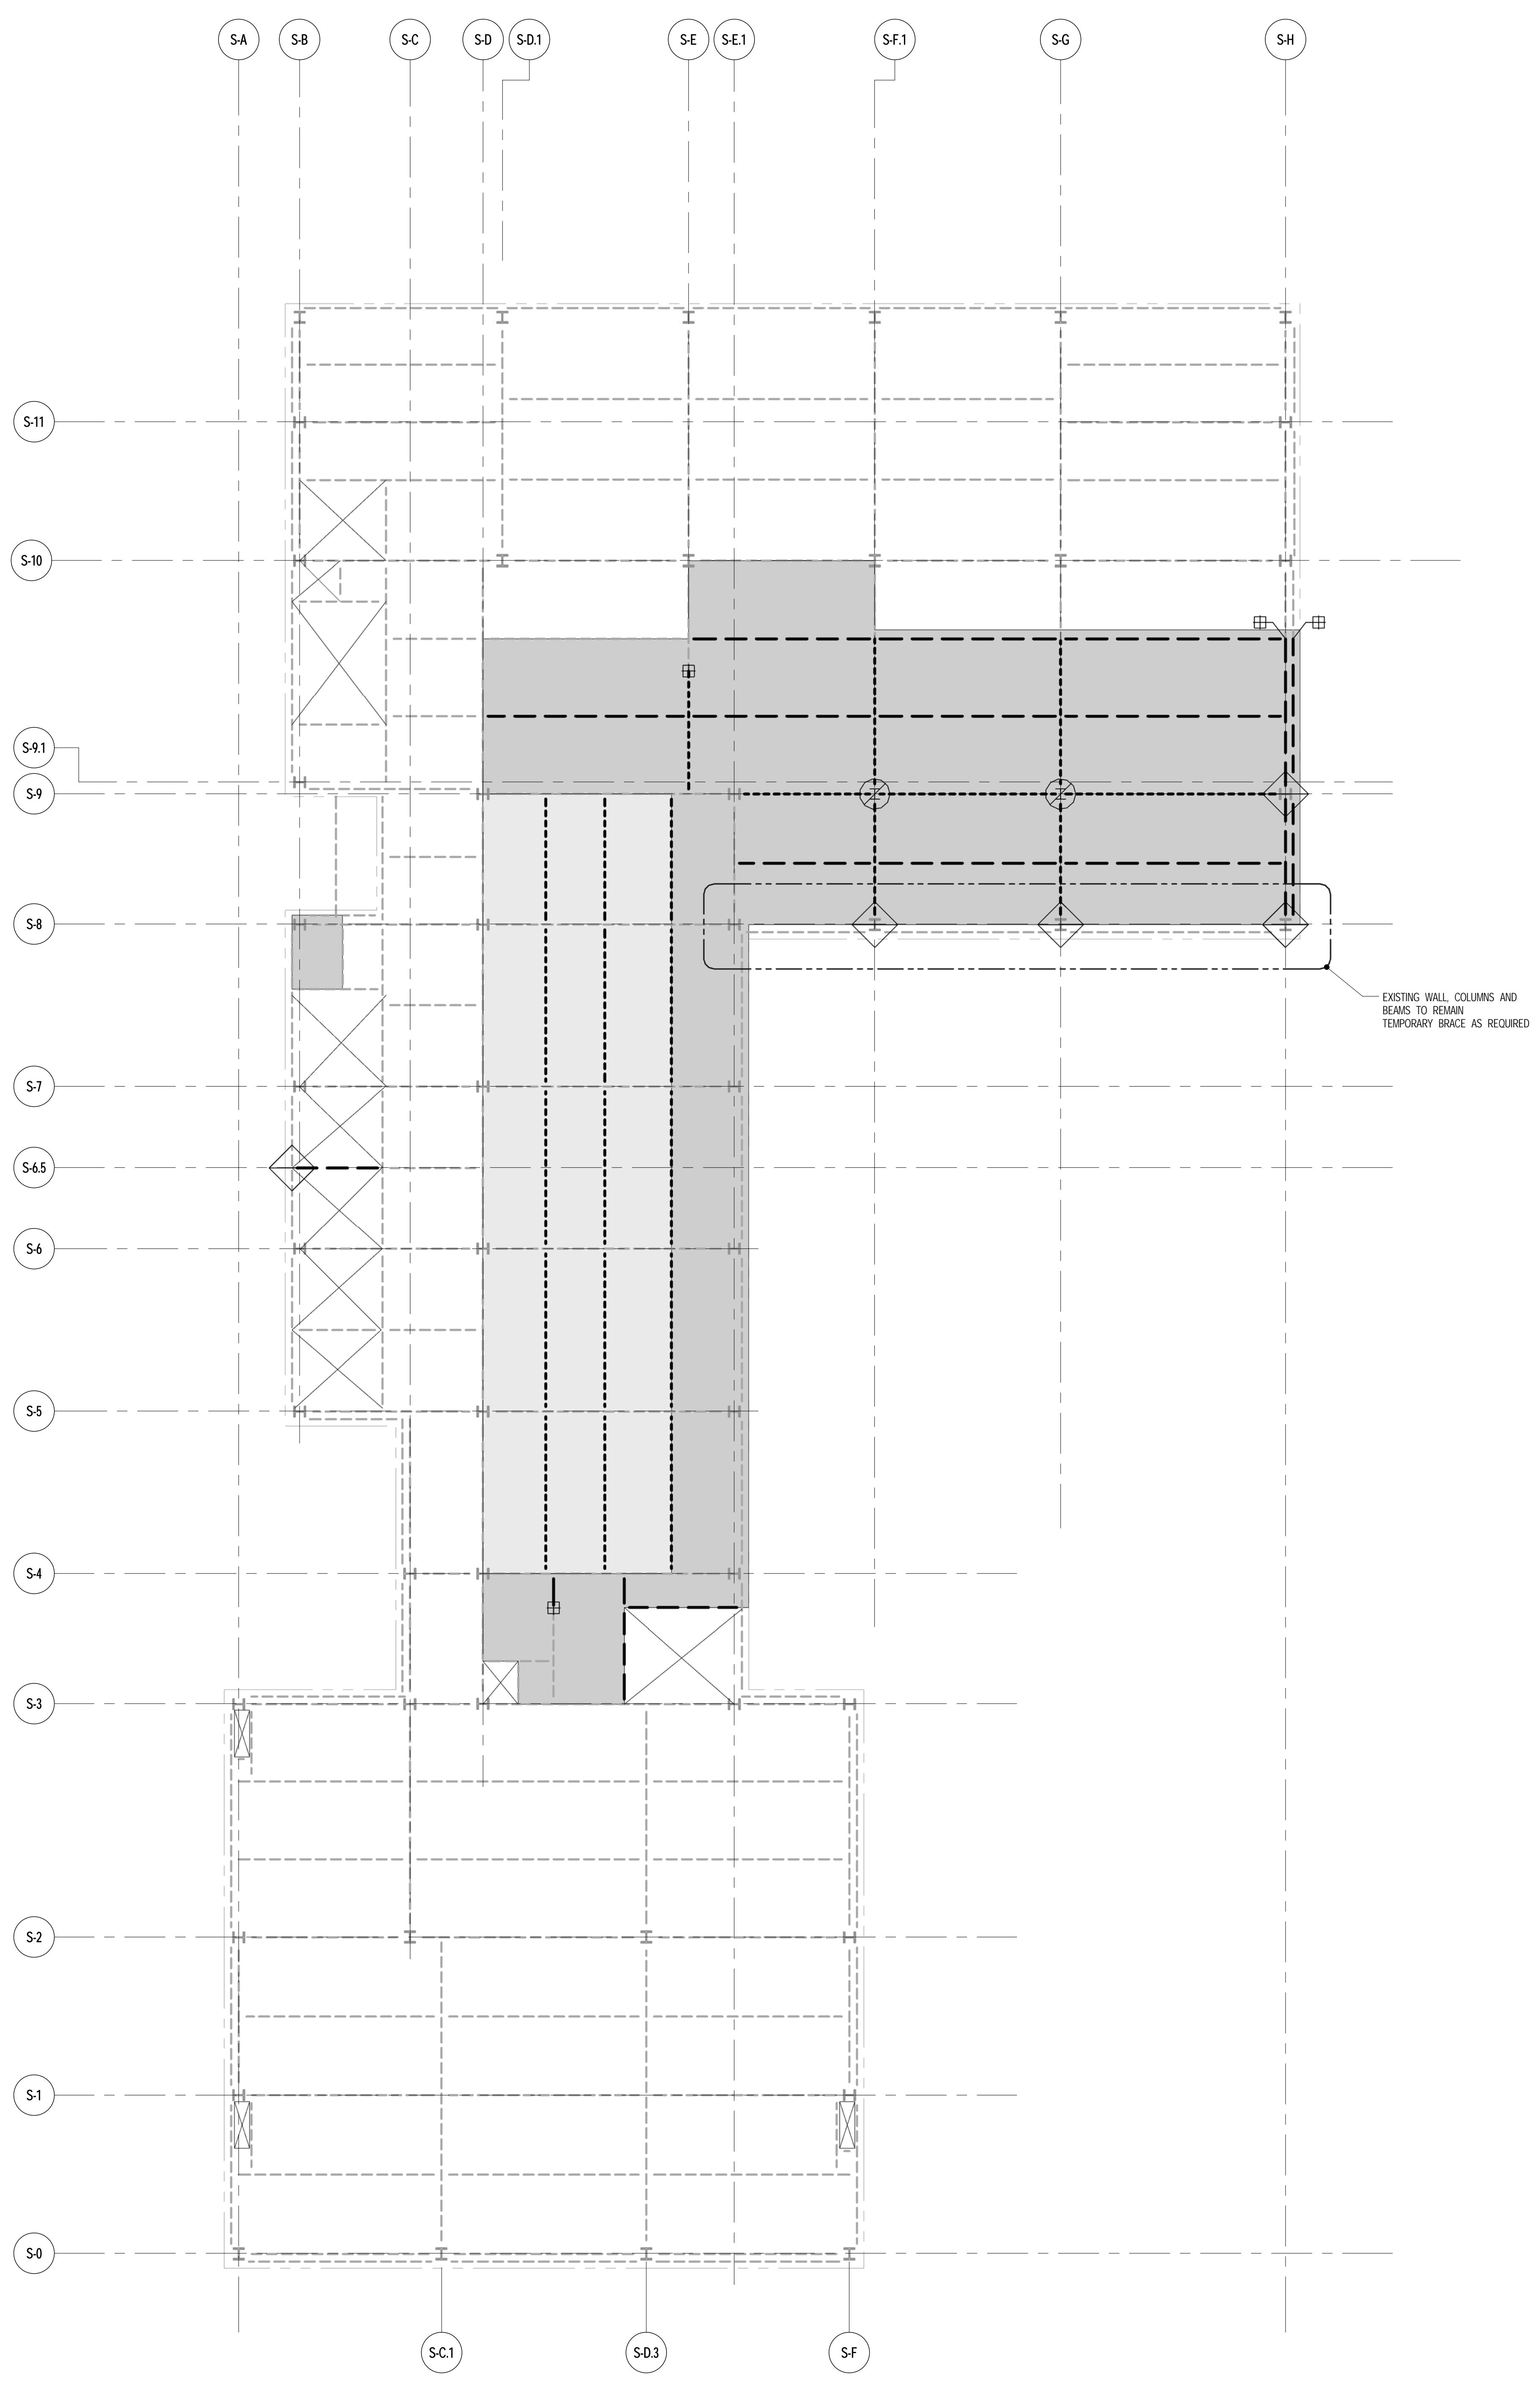 S-A
S-B
S-C
S-D
S-D.1
S-E
S-E.1
S-F.1
S-G
S-H
S-11
S-10
S-9.1
S-9
S-8
EXISTING WALL, COLUMNS AND
BEAMS TO REMAIN
TEMPORARY BRACE AS REQUIRED
S-7
S-6.5
S-6
S-5
S-4
S-3
S-2
S-1
S-0
S-C.1
S-D.3
S-F